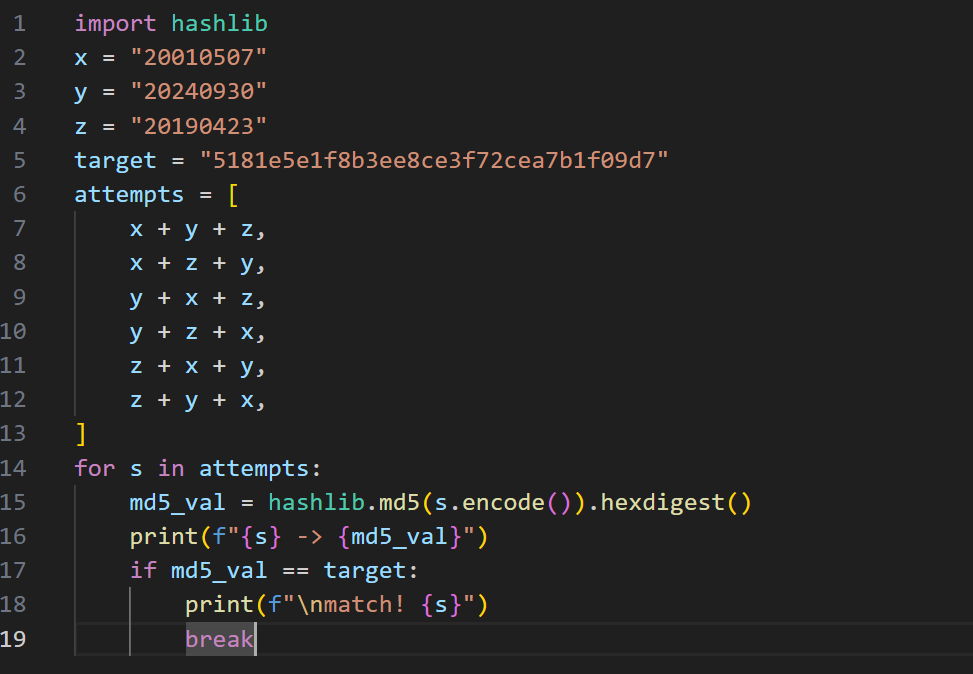 1 import hashlib
2 x = "20010507"
3 y = "20240930"
4 z = "20190423"
5 target = "5181e5e1f8b3ee8ce3f72cea7b1f09d7"
6 attempts = [
7     x + y + z,
8     x + z + y,
9     y + x + z,
10     y + z + x,
11     z + x + y,
12     z + y + x,
13 ]
14 for s in attempts:
15     md5_val = hashlib.md5(s.encode()).hexdigest()
16     print(f"{s} -> {md5_val}")
17     if md5_val == target:
18         print(f"\nmatch! {s}")
19         break